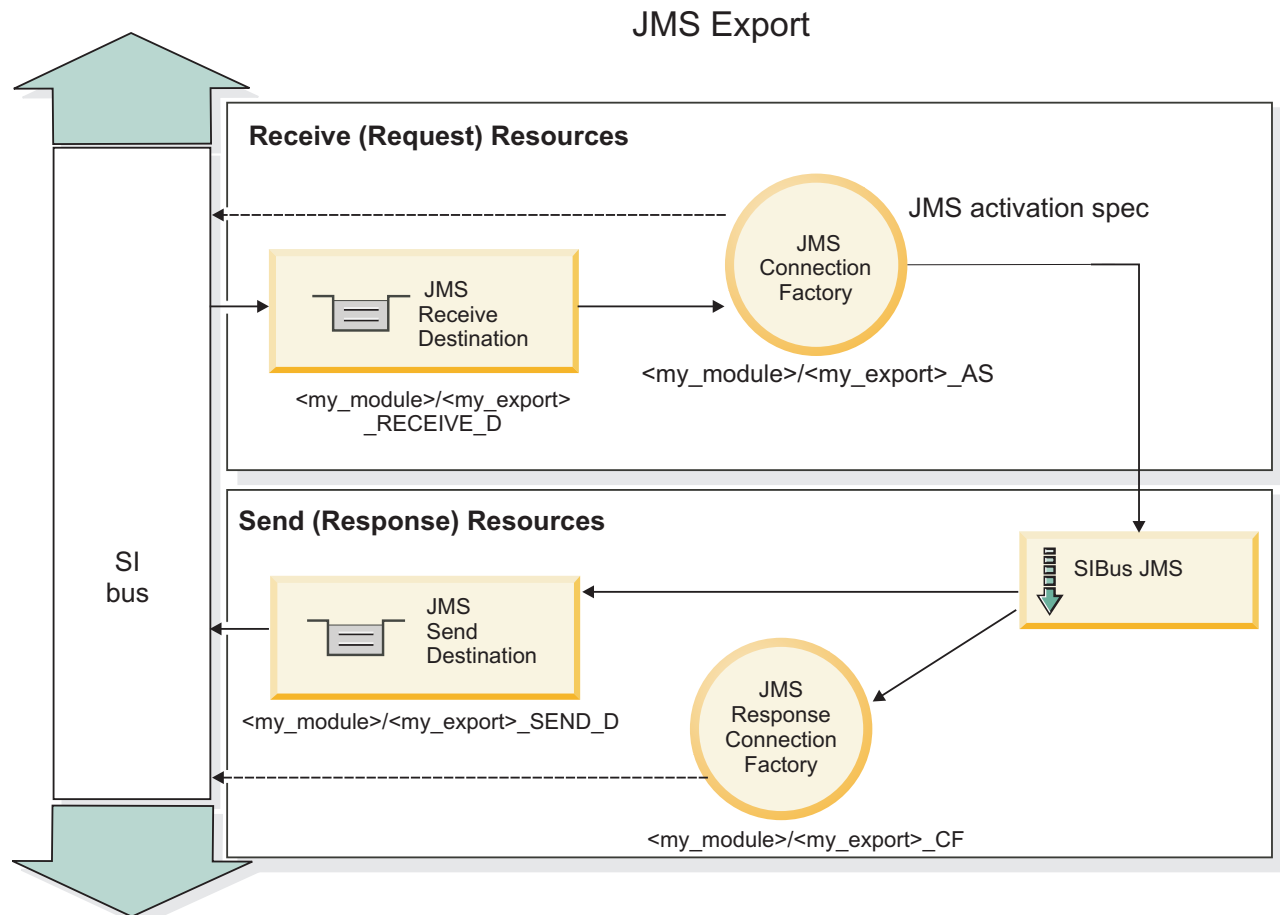 JMS Export
Receive (Request) Resources
JMS activation spec
JMS
Connection
Factory
JMS
Receive
Destination
<my_module>/<my_export>_AS
<my_module>/<my_export>
_RECEIVE_D
Send (Response) Resources
SI
bus
SIBus JMS
JMS
Send
Destination
JMS
Response
Connection
Factory
<my_module>/<my_export>_SEND_D
<my_module>/<my_export>_CF